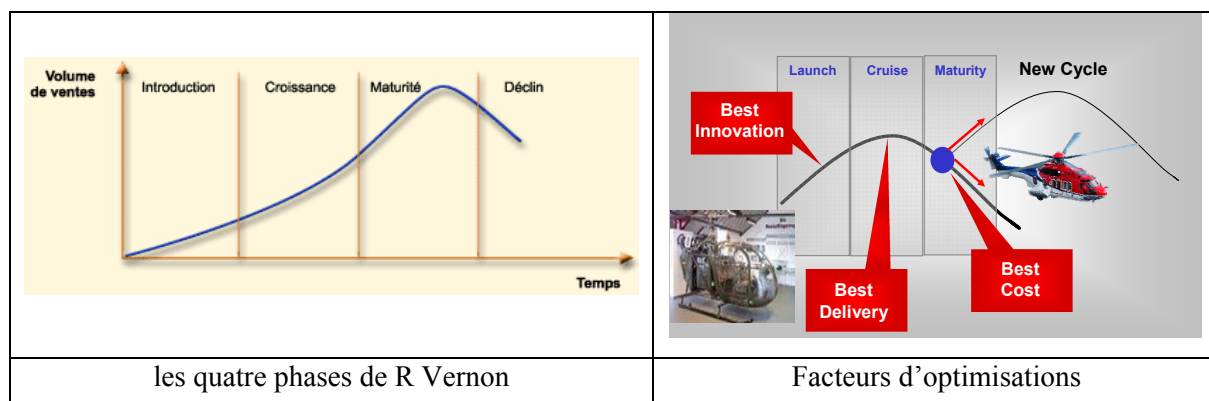 Volume
de ventes
Introduction
Croissance
Maturité
Déclin
Temps
les quatre phases de R Vernon
Launch
Cruise
Maturity
New Cycle
Best
Innovation
Best
Delivery
Best
Cost
Facteurs d'optimisations